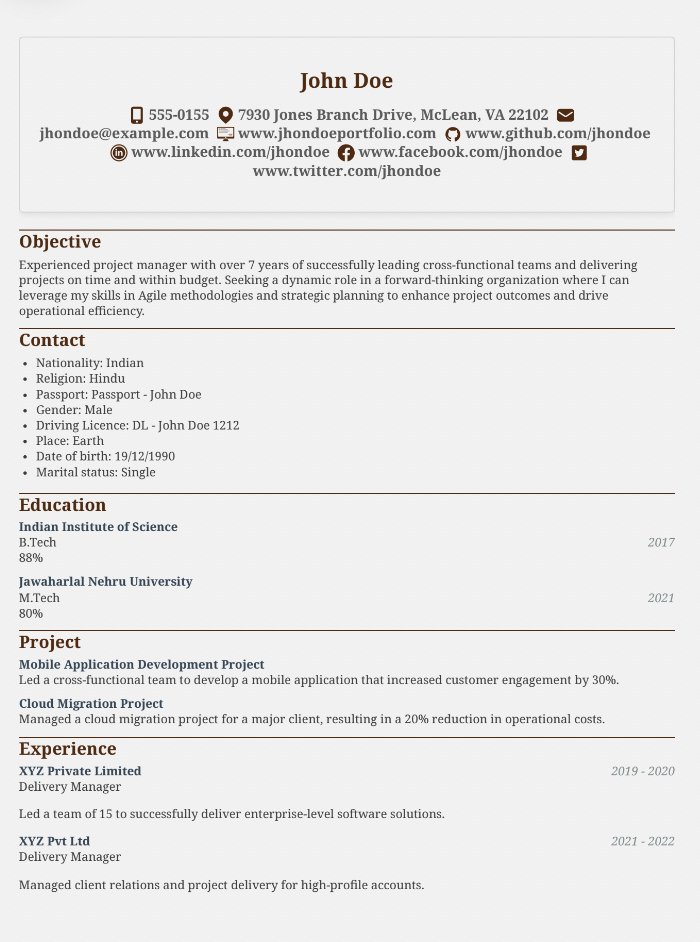 John Doe
555-0155 7930 Jones Branch Drive, McLean, VA 22102
jhondoe@example.com www.jhondoeportfolio.com www.github.com/jhondoe
www.linkedin.com/jhondoe www.facebook.com/jhondoe
www.twitter.com/jhondoe
Objective
Experienced project manager with over 7 years of successfully leading cross-functional teams and delivering
projects on time and within budget. Seeking a dynamic role in a forward-thinking organization where I can
leverage my skills in Agile methodologies and strategic planning to enhance project outcomes and drive
operational efficiency.
Contact
• Nationality: Indian
• Religion: Hindu
• Passport: Passport - John Doe
• Gender: Male
• Driving Licence: DL - John Doe 1212
• Place: Earth
• Date of birth: 19/12/1990
• Marital status: Single
Education
Indian Institute of Science
B.Tech 2017
88%
Jawaharlal Nehru University
M.Tech 2021
80%
Project
Mobile Application Development Project
Led a cross-functional team to develop a mobile application that increased customer engagement by 30%.
Cloud Migration Project
Managed a cloud migration project for a major client, resulting in a 20% reduction in operational costs.
Experience
XYZ Private Limited 2019 - 2020
Delivery Manager
Led a team of 15 to successfully deliver enterprise-level software solutions.
XYZ Pvt Ltd 2021 - 2022
Delivery Manager
Managed client relations and project delivery for high-profile accounts.